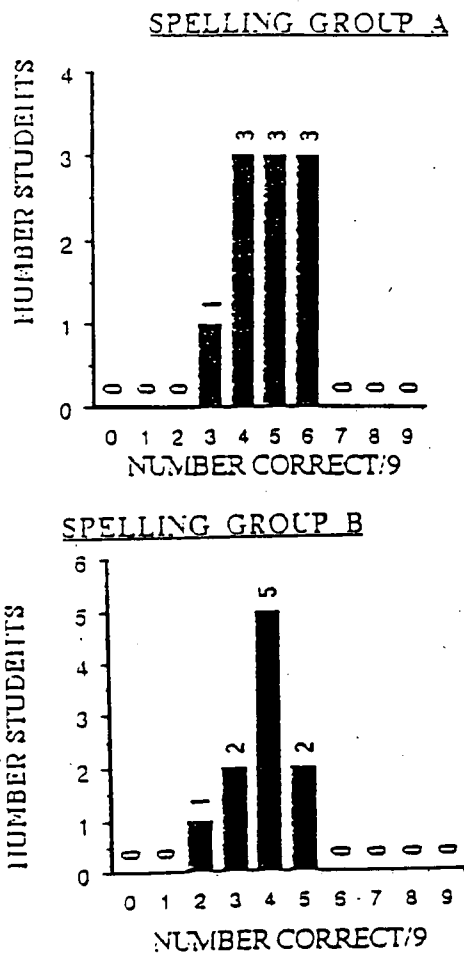 SPELLING GROUP A
NUMBER STUDENTS
4
3
2
1
0
0 0 0 1 3 3 3 0 0 0
0 1 2 3 4 5 6 7 8 9
NUMBER CORRECT/9
SPELLING GROUP B
NUMBER STUDENTS
6
5
4
3
2
1
0
0 0 1 2 5 2 0 0 0 0
0 1 2 3 4 5 6 7 8 9
NUMBER CORRECT/9